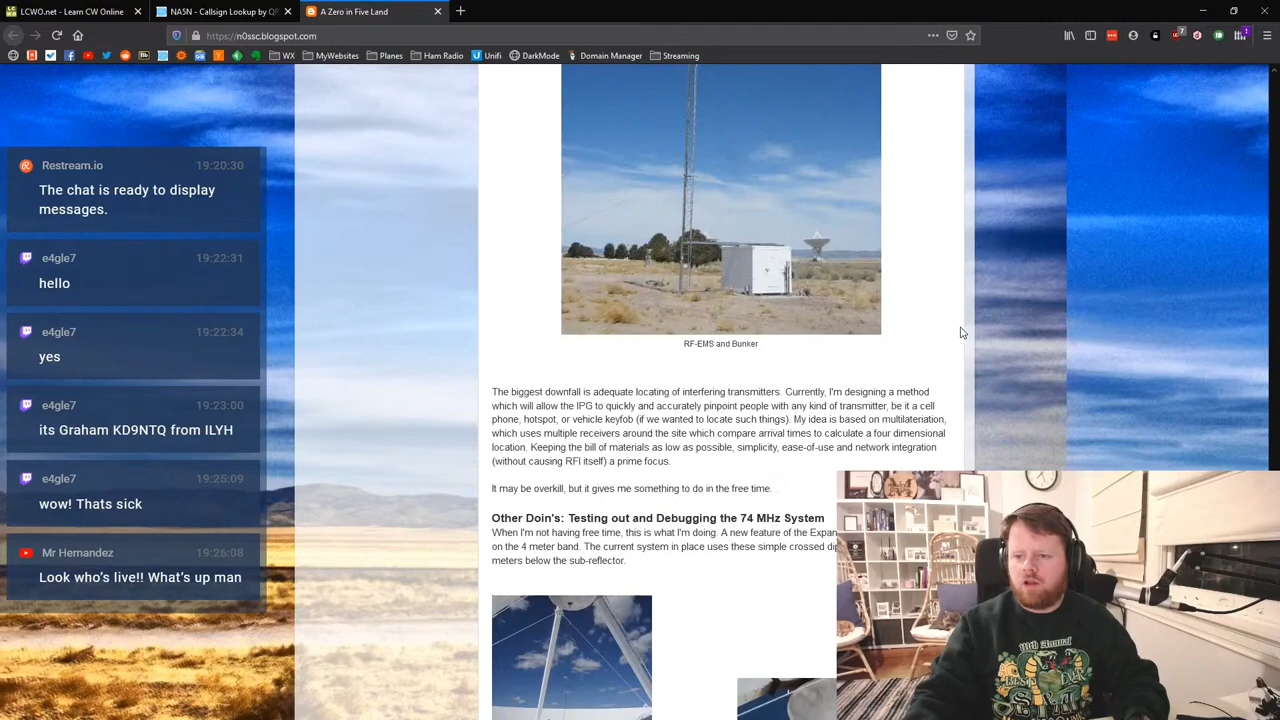 LCWO.net - Learn CW Online
NA5N - Callsign Lookup by QR
A Zero in Five Land
https://n0ssc.blogspot.com
WX
MyWebsites
Planes
Ham Radio
Unifi
DarkMode
Domain Manager
Streaming
Restream.io 19:20:30
The chat is ready to display
messages.
e4gle7 19:22:31
hello
e4gle7 19:22:34
yes
e4gle7 19:23:00
its Graham KD9NTQ from ILYH
e4gle7 19:25:09
wow! Thats sick
Mr Hernandez 19:26:08
Look who's live!! What's up man
RF-EMS and Bunker
The biggest downfall is adequate locating of interfering transmitters. Currently, I'm designing a method
which will allow the IPG to quickly and accurately pinpoint people with any kind of transmitter, be it a cell
phone, hotspot, or vehicle keyfob (if we wanted to locate such things). My idea is based on multilateriation,
which uses multiple receivers around the site which compare arrival times to calculate a four dimensional
location. Keeping the bill of materials as low as possible, simplicity, ease-of-use and network integration
(without causing RFI itself) a prime focus.
It may be overkill, but it gives me something to do in the free time.
Other Doin's: Testing out and Debugging the 74 MHz System
When I'm not having free time, this is what I'm doing. A new feature of the Expan
on the 4 meter band. The current system in place uses these simple crossed dip
meters below the sub-reflector.
11th Annual